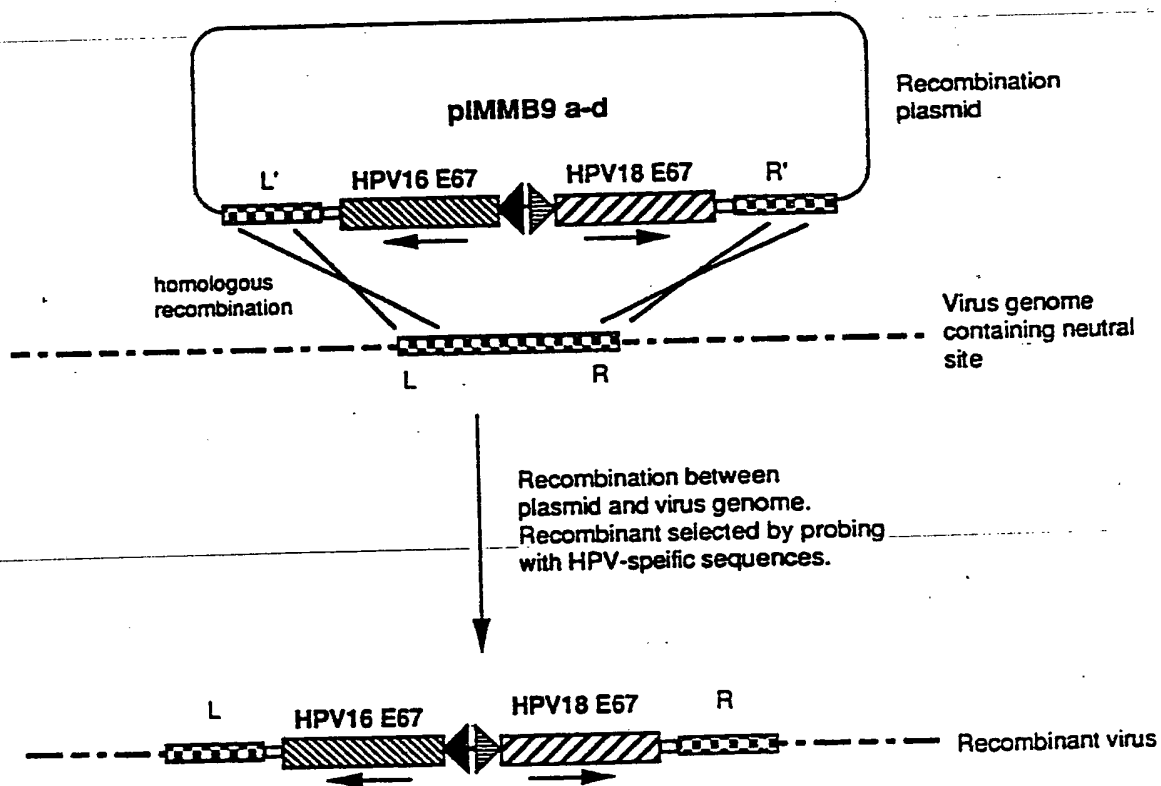 pIMMB9 a-d
Recombination
plasmid
L'
HPV16 E67
HPV18 E67
R'
homologous
recombination
Virus genome
containing neutral
site
L
R
Recombination between
plasmid and virus genome.
Recombinant selected by probing
with HPV-speific sequences.
L
HPV16 E67
HPV18 E67
R
Recombinant virus